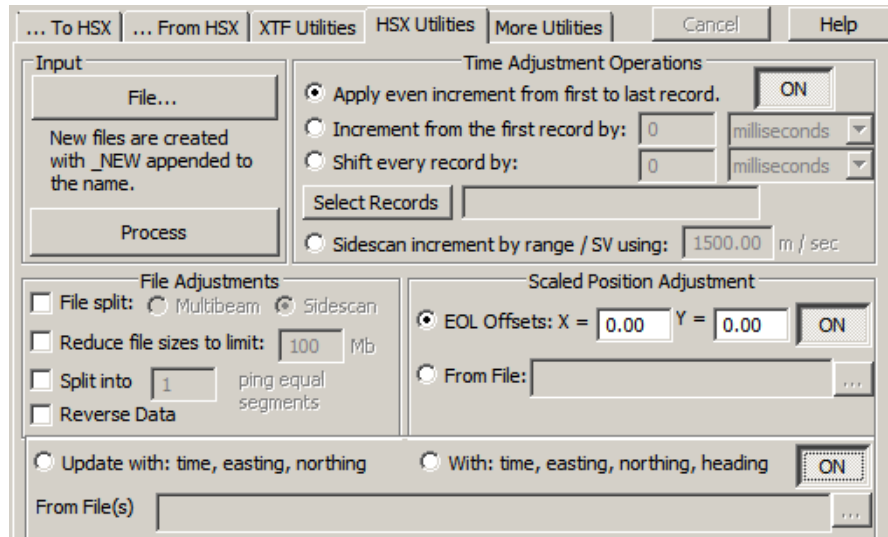 ... To HSX ... From HSX XTF Utilities HSX Utilities More Utilities Cancel Help
Input
File...
New files are created
with _NEW appended to
the name.
Process
Time Adjustment Operations
Apply even increment from first to last record. ON
Increment from the first record by: 0 milliseconds
Shift every record by: 0 milliseconds
Select Records
Sidescan increment by range / SV using: 1500.00 m / sec
File Adjustments
File split: Multibeam Sidescan
Reduce file sizes to limit: 100 Mb
Split into 1 ping equal
segments
Reverse Data
Scaled Position Adjustment
EOL Offsets: X = 0.00 Y = 0.00 ON
From File: ...
Update with: time, easting, northing With: time, easting, northing, heading ON
From File(s) ...